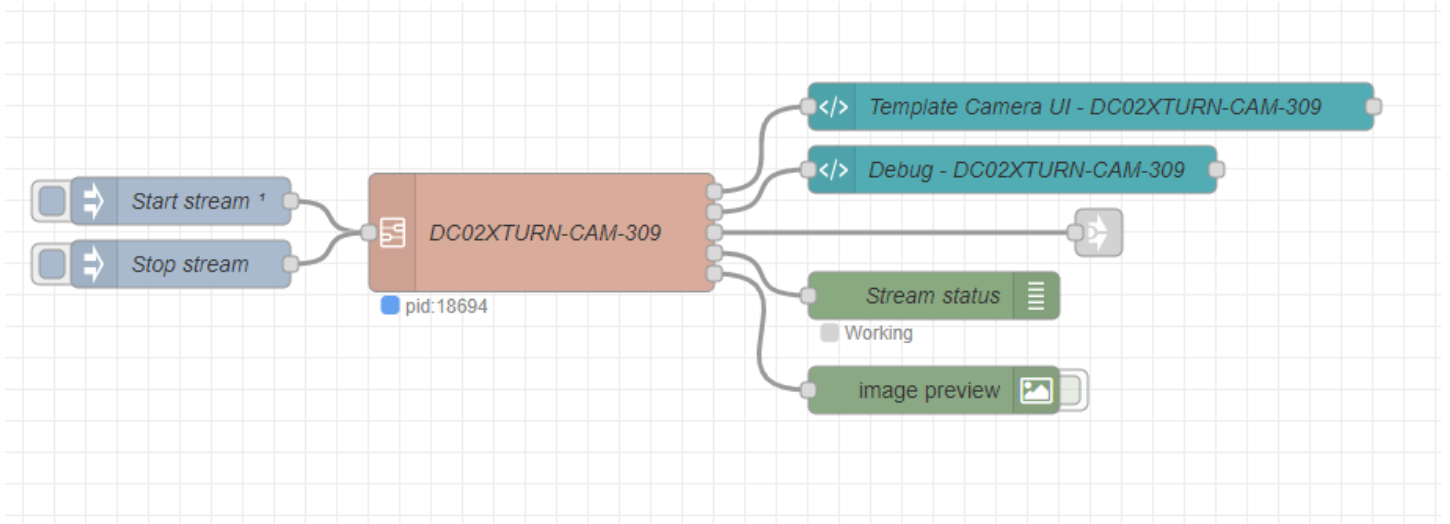 Template Camera UI - DC02XTURN-CAM-309
Debug - DC02XTURN-CAM-309
Start stream ¹
DC02XTURN-CAM-309
Stop stream
pid:18694
Stream status
Working
image preview